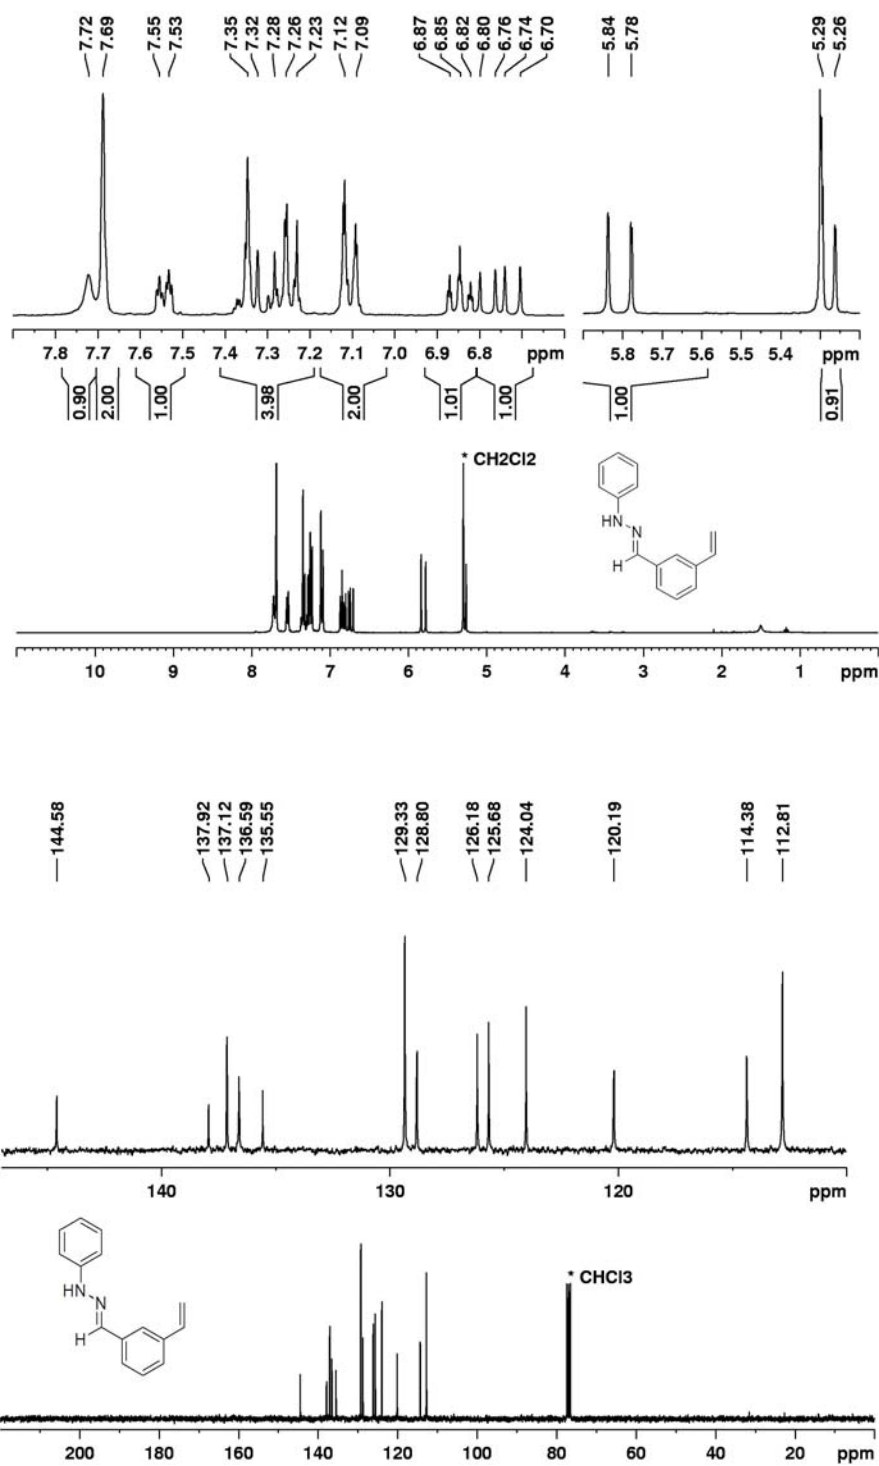 7.72 7.69 7.55 7.53 7.35 7.32 7.28 7.26 7.23 7.12 7.09 6.87 6.85 6.82 6.80 6.76 6.74 6.70 5.84 5.78 5.29 5.26
7.8 7.7 7.6 7.5 7.4 7.3 7.2 7.1 7.0 6.9 6.8 ppm 5.8 5.7 5.6 5.5 5.4 ppm
0.90 2.00 1.00 3.98 2.00 1.01 1.00 1.00 0.91
* CH2Cl2
HN
N
H
10 9 8 7 6 5 4 3 2 1 ppm
144.58 137.92 137.12 136.59 135.55 129.33 128.80 126.18 125.68 124.04 120.19 114.38 112.81
140 130 120 ppm
* CHCl3
HN
N
H
200 180 160 140 120 100 80 60 40 20 ppm